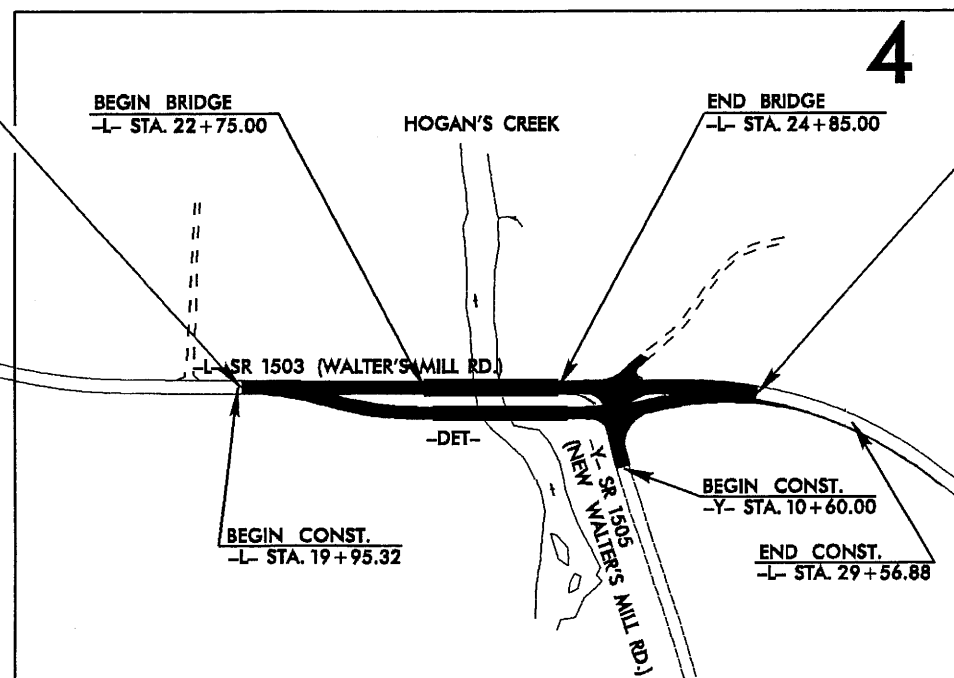 4
BEGIN BRIDGE
-L- STA. 22+75.00
HOGAN'S CREEK
END BRIDGE
-L- STA. 24+85.00
-L- SR 1503 (WALTER'S MILL RD.)
-DET-
-Y- SR 1505
(NEW WALTER'S MILL RD.)
BEGIN CONST.
-Y- STA. 10+60.00
BEGIN CONST.
-L- STA. 19+95.32
END CONST.
-L- STA. 29+56.88